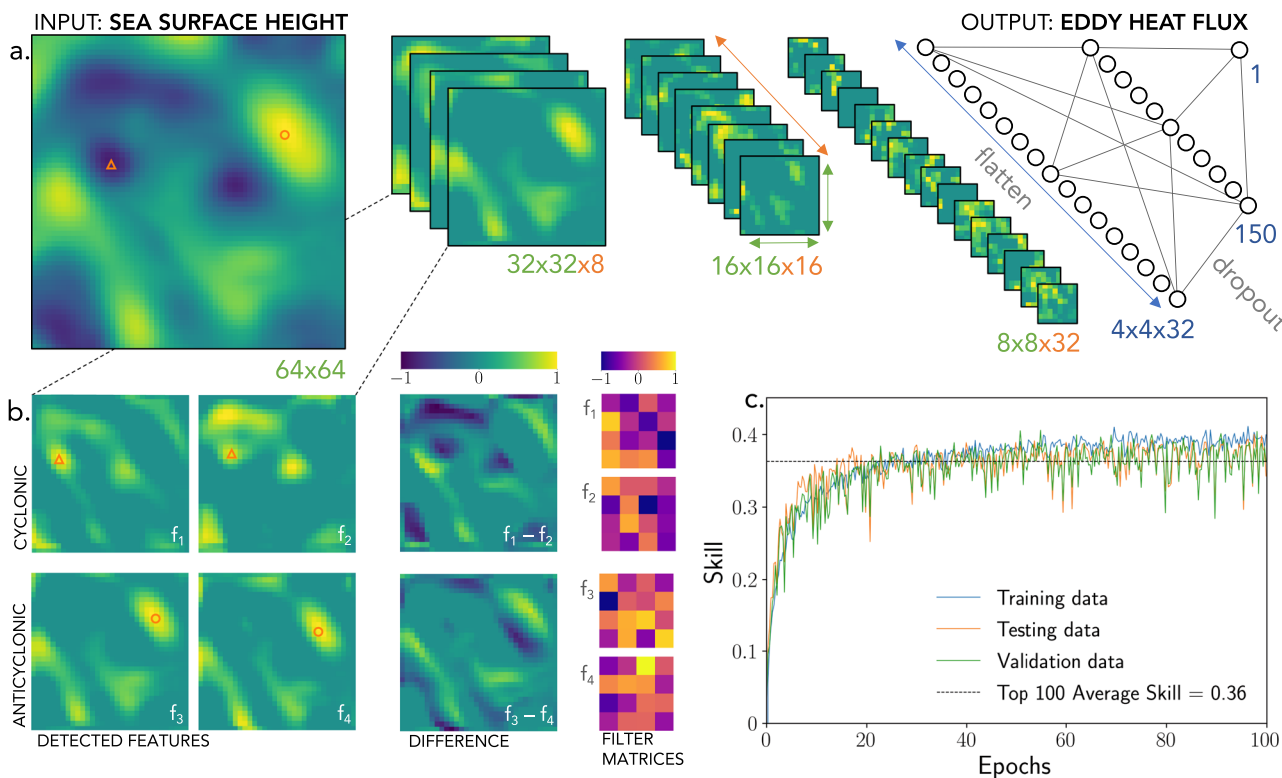 INPUT: SEA SURFACE HEIGHT
OUTPUT: EDDY HEAT FLUX
a.
64x64
32x32x8
16x16x16
8x8x32
flatten
4x4x32
dropout
150
1
b.
CYCLONIC
ANTICYCLONIC
f1
f2
f3
f4
−1 0 1
f1 − f2
f3 − f4
−1 0 1
f1
f2
f3
f4
DETECTED FEATURES
DIFFERENCE
FILTER
MATRICES
c.
Skill
0.4
0.3
0.2
0.1
0
Training data
Testing data
Validation data
Top 100 Average Skill = 0.36
0 20 40 60 80 100
Epochs